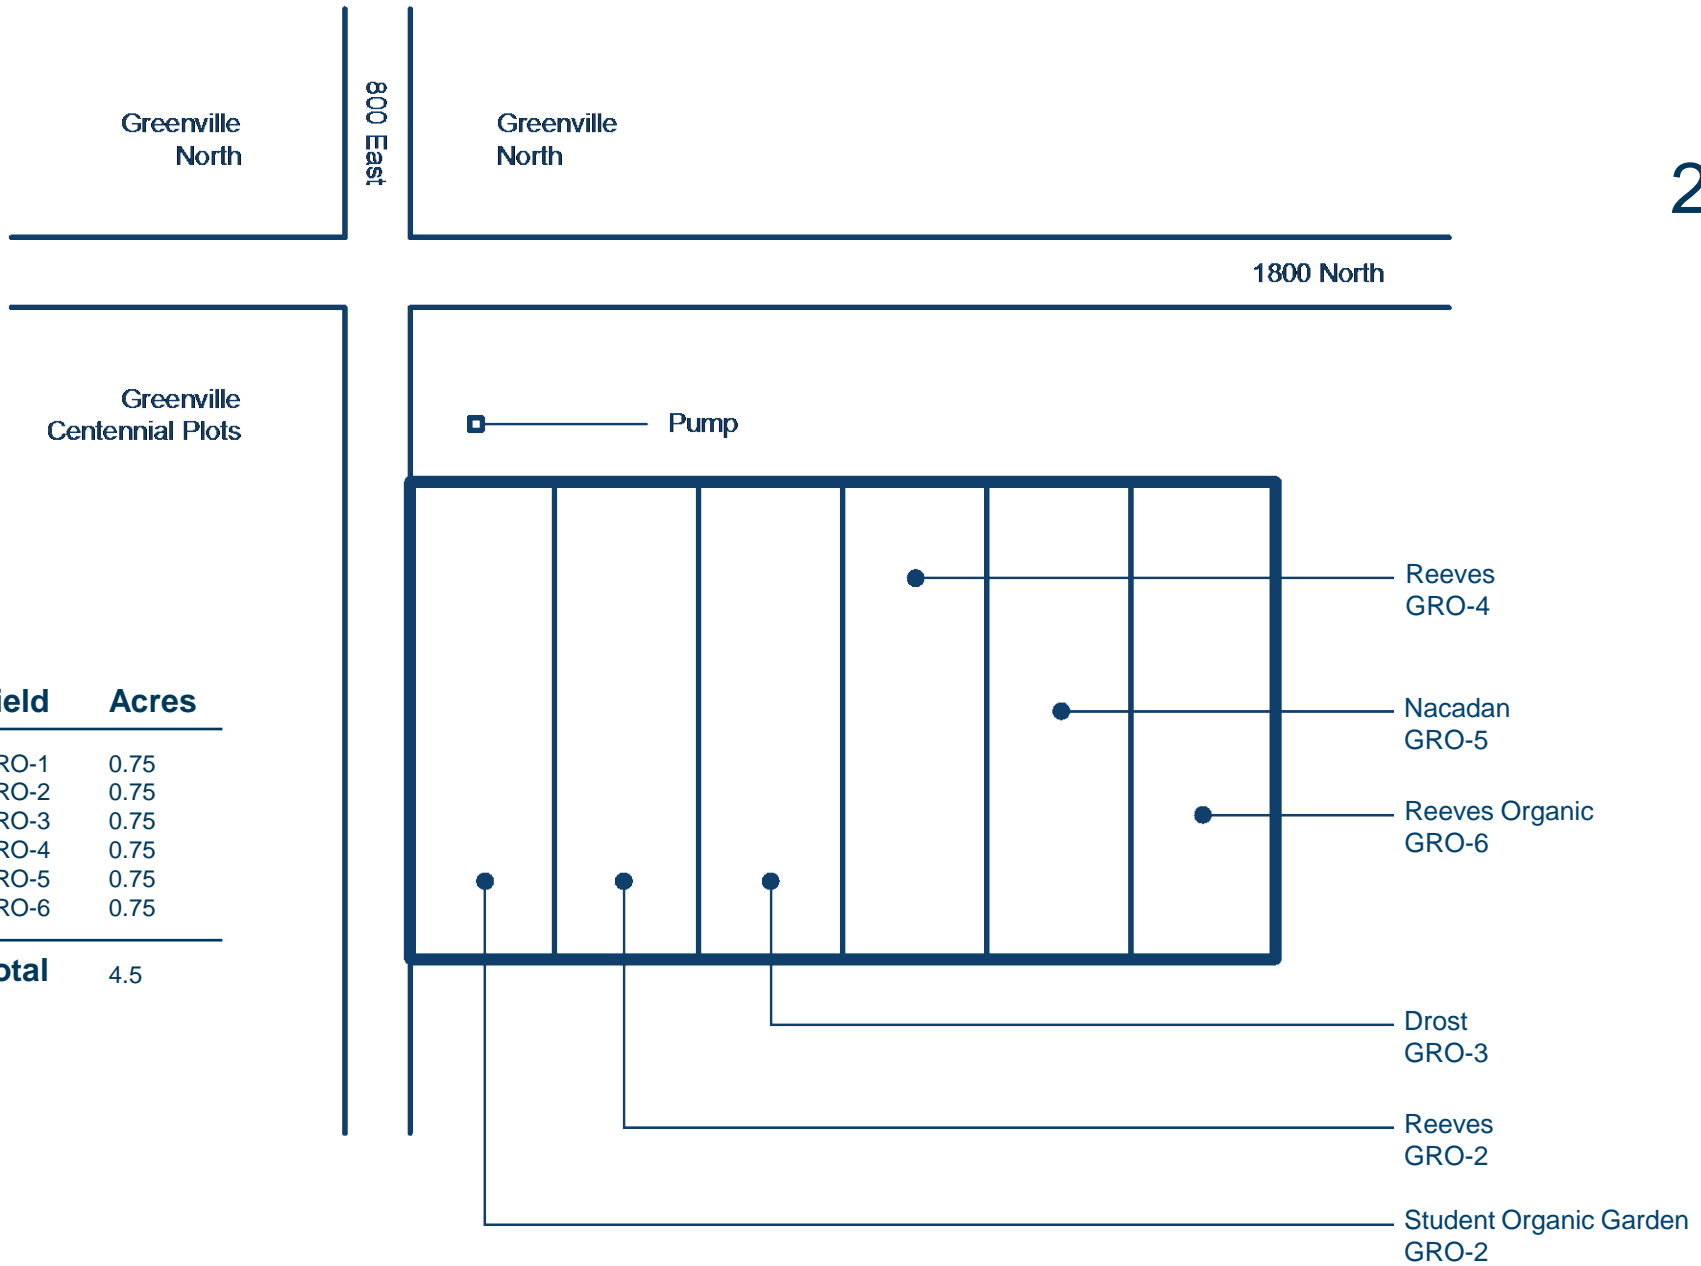 Greenville
North
800 East
Greenville
North
2
1800 North
Greenville
Centennial Plots
Pump
Reeves
GRO-4
Nacadan
GRO-5
Reeves Organic
GRO-6
ield Acres
RO-1 0.75
RO-2 0.75
RO-3 0.75
RO-4 0.75
RO-5 0.75
RO-6 0.75
otal 4.5
Drost
GRO-3
Reeves
GRO-2
Student Organic Garden
GRO-2